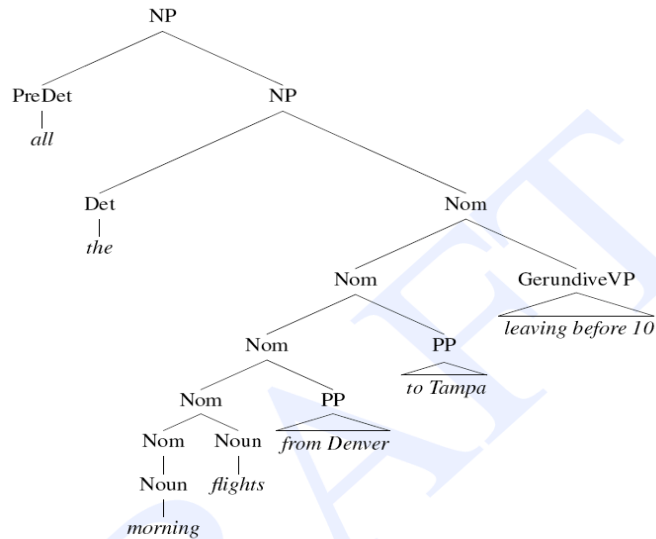 NP
PreDet NP
all
Det Nom
the
Nom GerundiveVP
leaving before 10
Nom PP
to Tampa
Nom PP
Nom Noun from Denver
Noun flights
morning
DRAFT